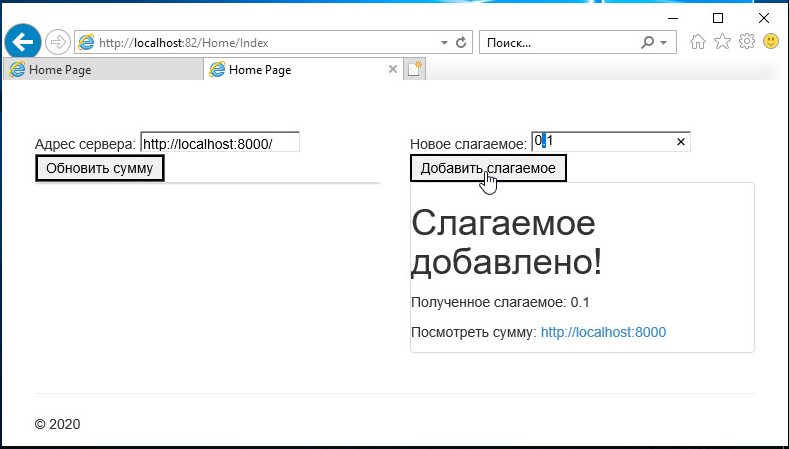 http://localhost:82/Home/Index
Поиск...
Home Page
Home Page
Адрес сервера: http://localhost:8000/
Обновить сумму
Новое слагаемое: 0.1
Добавить слагаемое
Слагаемое
добавлено!
Полученное слагаемое: 0.1
Посмотреть сумму: http://localhost:8000
© 2020